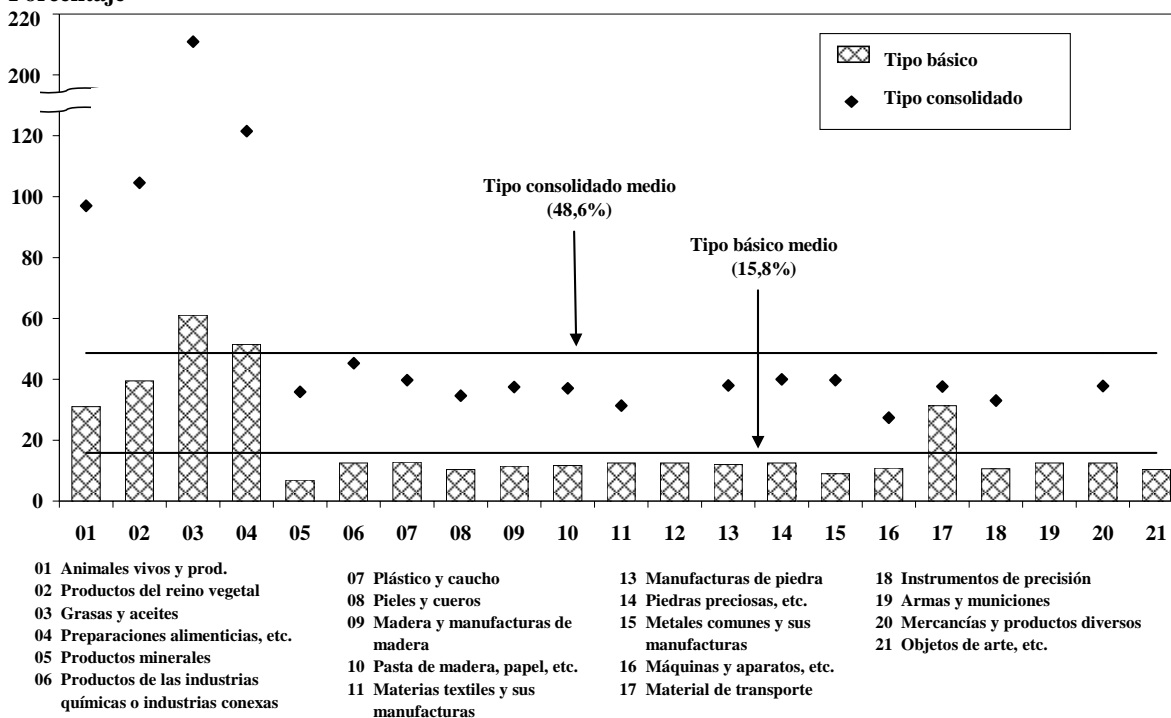 Porcentaje
220
200
120
100
80
60
40
20
0
Tipo básico
Tipo consolidado
Tipo consolidado medio
(48,6%)
Tipo básico medio
(15,8%)
01 02 03 04 05 06 07 08 09 10 11 12 13 14 15 16 17 18 19 20 21
01 Animales vivos y prod.
02 Productos del reino vegetal
03 Grasas y aceites
04 Preparaciones alimenticias, etc.
05 Productos minerales
06 Productos de las industrias
químicas o industrias conexas
07 Plástico y caucho
08 Pieles y cueros
09 Madera y manufacturas de
madera
10 Pasta de madera, papel, etc.
11 Materias textiles y sus
manufacturas
13 Manufacturas de piedra
14 Piedras preciosas, etc.
15 Metales comunes y sus
manufacturas
16 Máquinas y aparatos, etc.
17 Material de transporte
18 Instrumentos de precisión
19 Armas y municiones
20 Mercancías y productos diversos
21 Objetos de arte, etc.